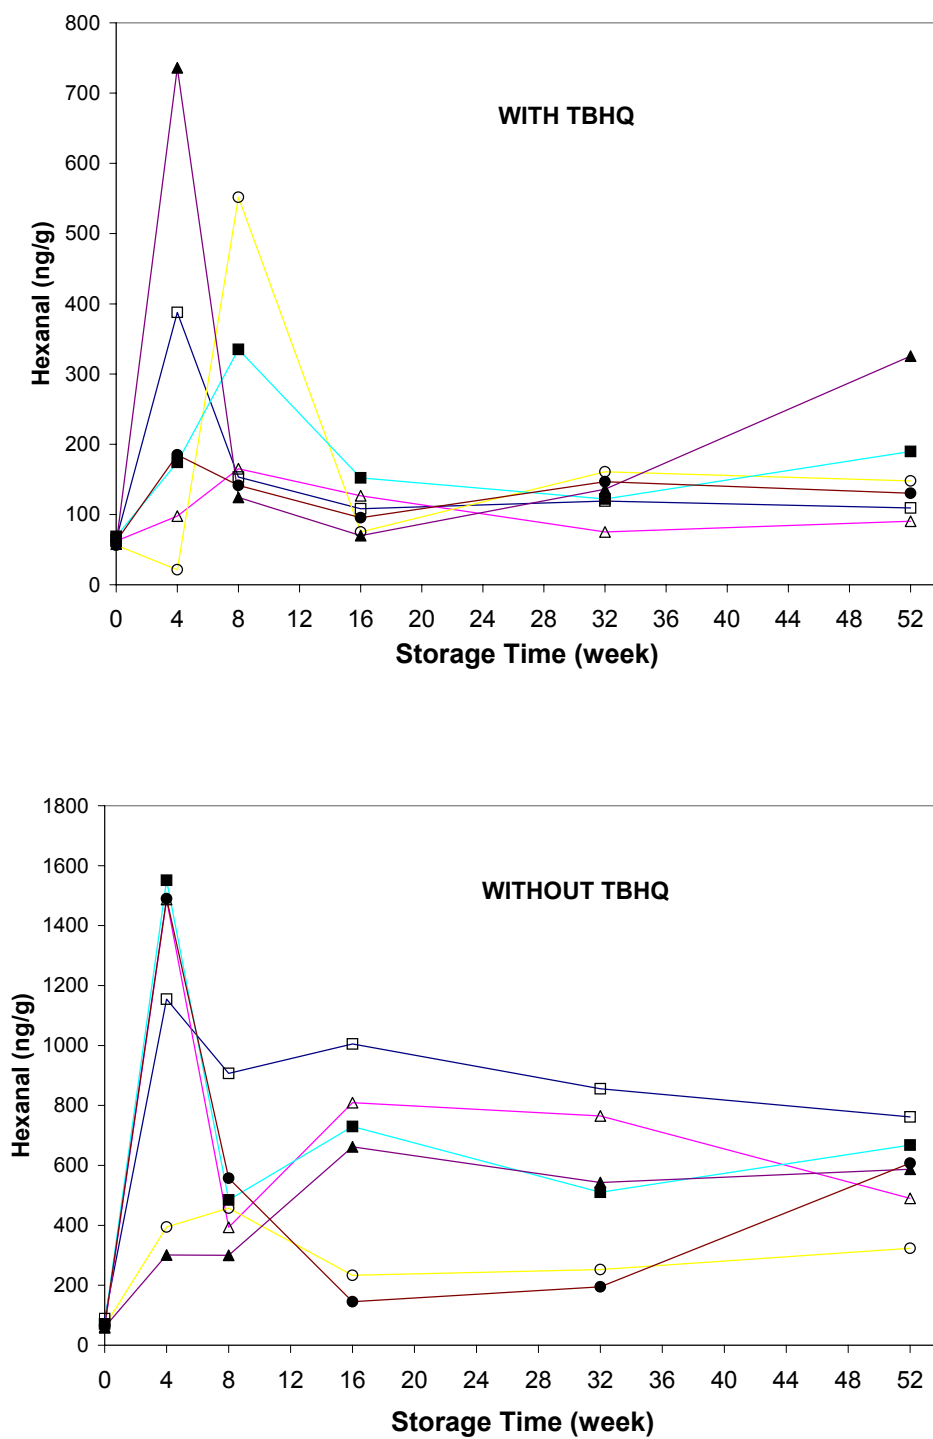 800
700
WITH TBHQ
600
500
Hexanal (ng/g)
400
300
200
100
0
0 4 8 12 16 20 24 28 32 36 40 44 48 52
Storage Time (week)
1800
1600
WITHOUT TBHQ
1400
1200
Hexanal (ng/g)
1000
800
600
400
200
0
0 4 8 12 16 20 24 28 32 36 40 44 48 52
Storage Time (week)